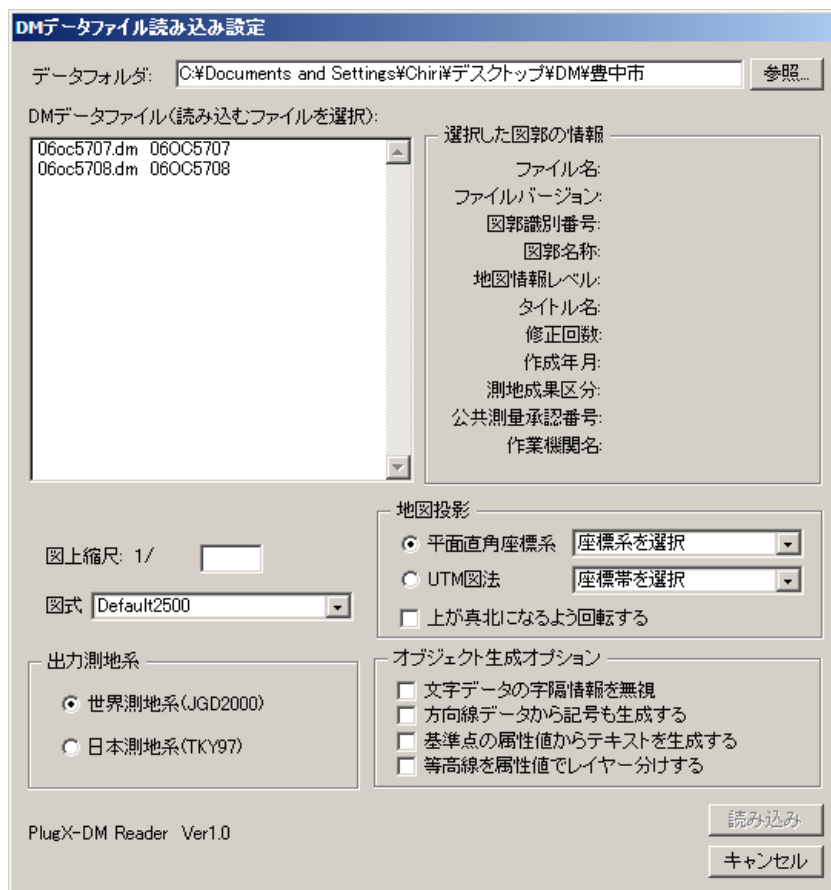 DMデータファイル読み込み設定
データフォルダ: C:¥Documents and Settings¥Chiri¥デスクトップ¥DM¥豊中市 参照...
DMデータファイル(読み込むファイルを選択):
06oc5707.dm 06OC5707
06oc5708.dm 06OC5708
選択した図郭の情報
ファイル名:
ファイルバージョン:
図郭識別番号:
図郭名称:
地図情報レベル:
タイトル名:
修正回数:
作成年月:
測地成果区分:
公共測量承認番号:
作業機関名:
図上縮尺: 1/
図式 Default2500
地図投影
平面直角座標系 座標系を選択
UTM図法 座標帯を選択
上が真北になるよう回転する
出力測地系
世界測地系(JGD2000)
日本測地系(TKY97)
オブジェクト生成オプション
文字データの字隔情報を無視
方向線データから記号も生成する
基準点の属性値からテキストを生成する
等高線を属性値でレイヤー分けする
PlugX-DM Reader Ver1.0
読み込み
キャンセル